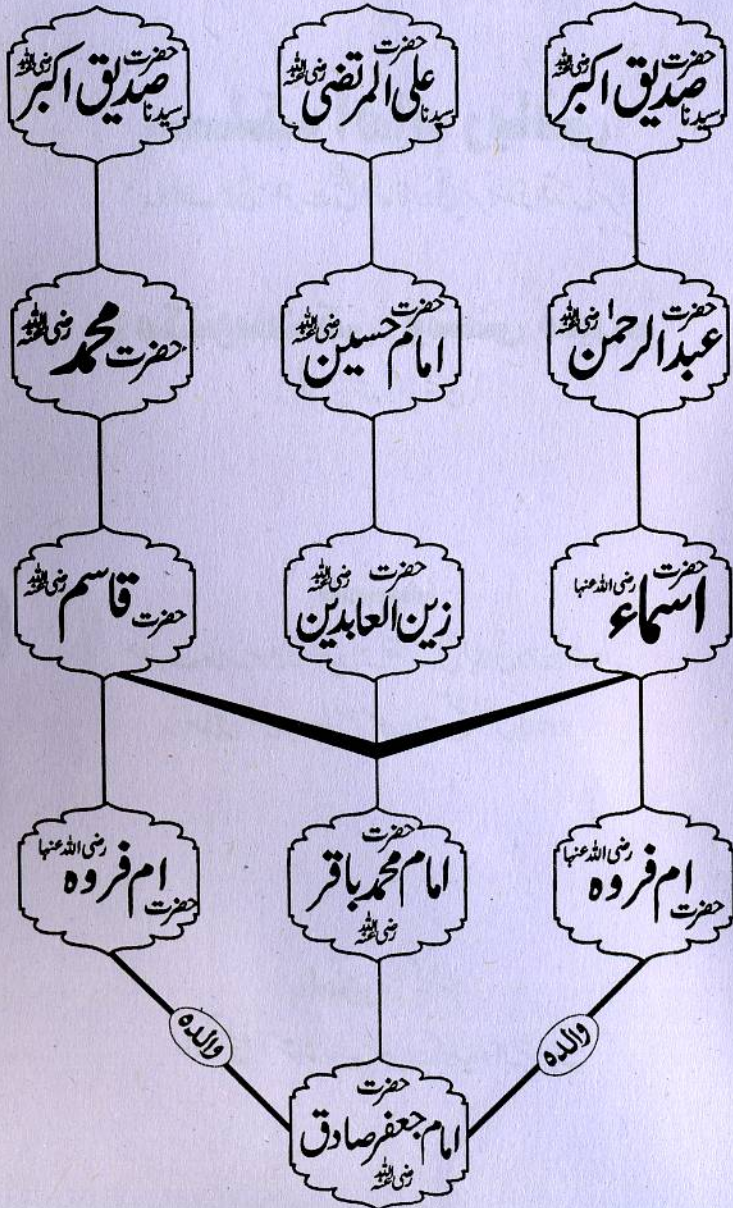 حضرت سیدنا صدیق اکبر رضی اللہ عنہ
حضرت سیدنا علی المرتضی رضی اللہ عنہ
حضرت سیدنا صدیق اکبر رضی اللہ عنہ
حضرت عبدالرحمٰن رضی اللہ عنہ
حضرت امام حسین رضی اللہ عنہ
حضرت محمد رضی اللہ عنہ
حضرت اسماء رضی اللہ عنہا
حضرت زین العابدین رضی اللہ عنہ
حضرت قاسم رضی اللہ عنہ
حضرت ام فروہ رضی اللہ عنہا
حضرت امام محمد باقر رضی اللہ عنہ
حضرت ام فروہ رضی اللہ عنہا
والدہ
والدہ
حضرت امام جعفر صادق رضی اللہ عنہ